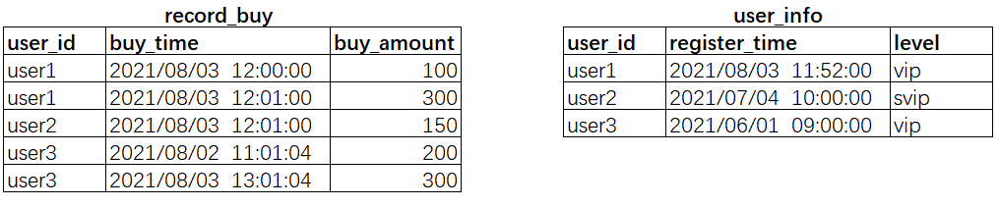 record_buy
user_id buy_time buy_amount
user1 2021/08/03 12:00:00 100
user1 2021/08/03 12:01:00 300
user2 2021/08/03 12:01:00 150
user3 2021/08/02 11:01:04 200
user3 2021/08/03 13:01:04 300
user_info
user_id register_time level
user1 2021/08/03 11:52:00 vip
user2 2021/07/04 10:00:00 svip
user3 2021/06/01 09:00:00 vip